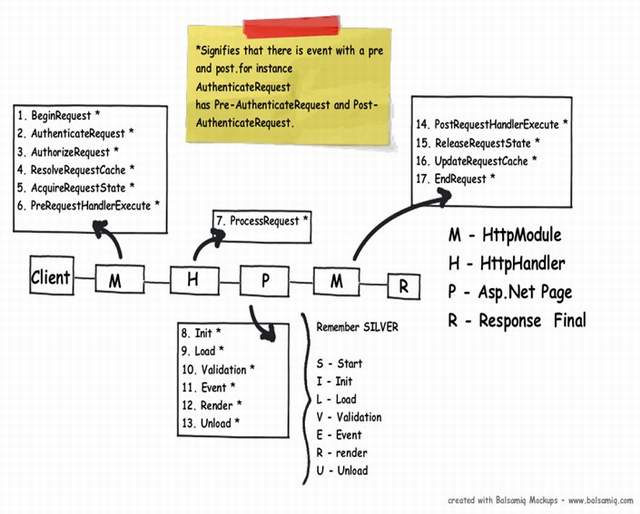 *Signifies that there is event with a pre
and post.for instance
AuthenticateRequest
has Pre-AuthenticateRequest and Post-
AuthenticateRequest.
1. BeginRequest *
2. AuthenticateRequest *
3. AuthorizeRequest *
4. ResolveRequestCache *
5. AcquireRequestState *
6. PreRequestHandlerExecute *
14. PostRequestHandlerExecute *
15. ReleaseRequestState *
16. UpdateRequestCache *
17. EndRequest *
7. ProcessRequest *
Client
M
H
P
M
R
M - HttpModule
H - HttpHandler
P - Asp.Net Page
R - Response Final
8. Init *
9. Load *
10. Validation *
11. Event *
12. Render *
13. Unload *
Remember SILVER
S - Start
I - Init
L - Load
V - Validation
E - Event
R - render
U - Unload
created with Balsamiq Mockups - www.balsamiq.com